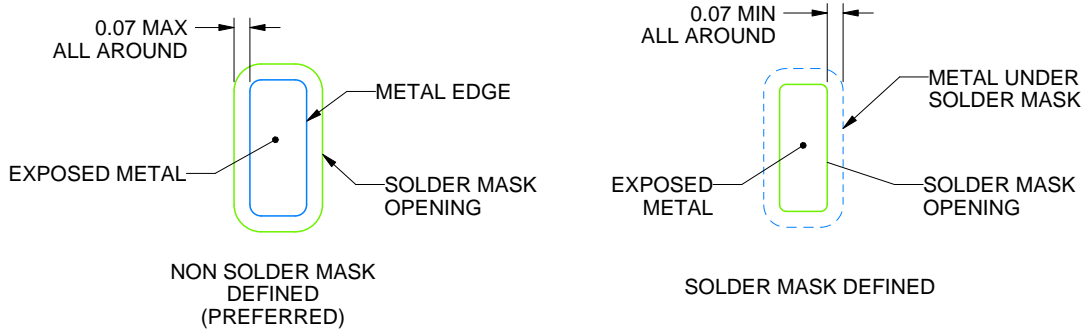 0.07 MAX
ALL AROUND
METAL EDGE
EXPOSED METAL
SOLDER MASK
OPENING
NON SOLDER MASK
DEFINED
(PREFERRED)
0.07 MIN
ALL AROUND
METAL UNDER
SOLDER MASK
EXPOSED
METAL
SOLDER MASK
OPENING
SOLDER MASK DEFINED